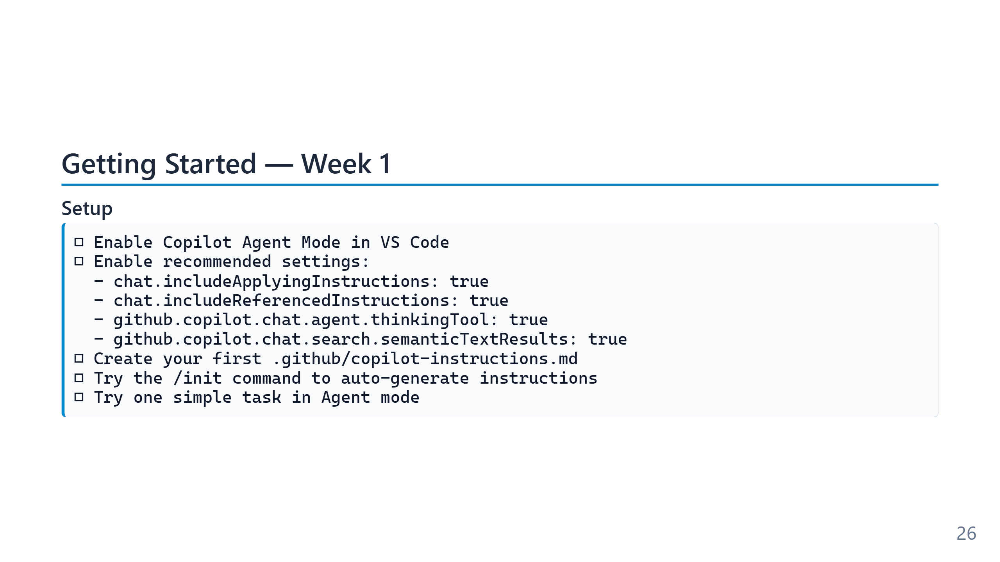 Getting Started — Week 1
Setup
□ Enable Copilot Agent Mode in VS Code
□ Enable recommended settings:
  - chat.includeApplyingInstructions: true
  - chat.includeReferencedInstructions: true
  - github.copilot.chat.agent.thinkingTool: true
  - github.copilot.chat.search.semanticTextResults: true
□ Create your first .github/copilot-instructions.md
□ Try the /init command to auto-generate instructions
□ Try one simple task in Agent mode
26